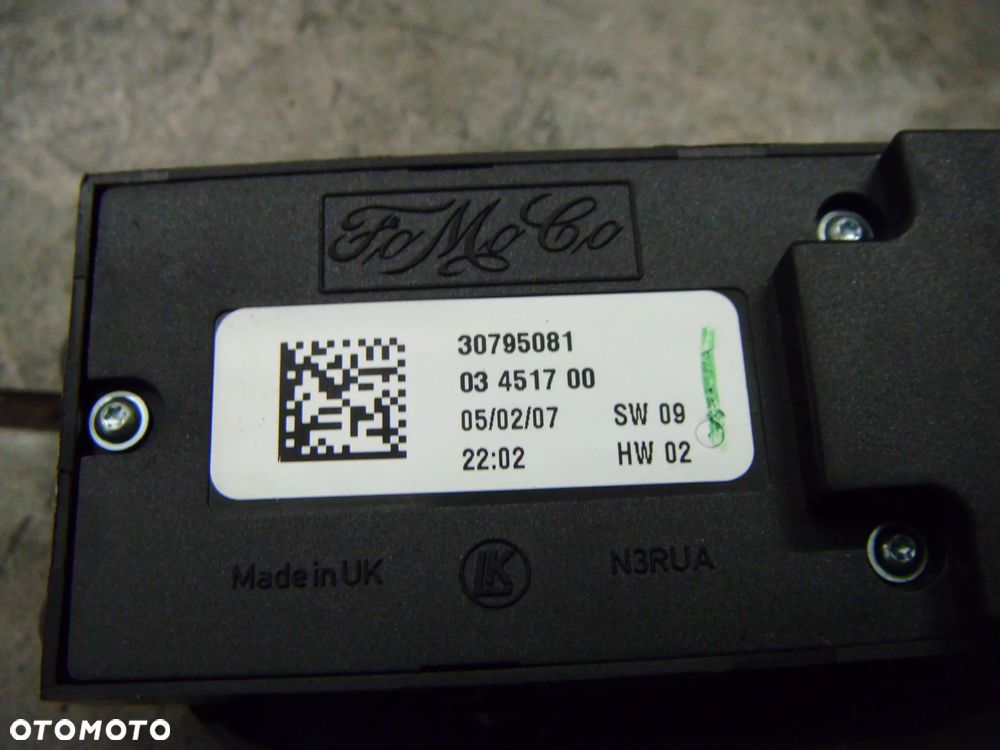 FoMoCo
30795081
03 4517 00
05/02/07 SW 09
22:02 HW 02
Made in UK LK N3RUA
OTOMOTO